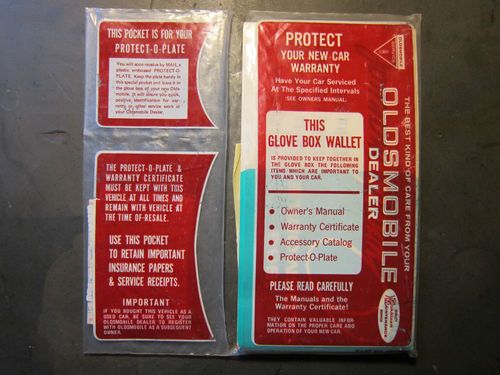 THIS POCKET IS FOR YOUR
PROTECT-O-PLATE
You will soon receive by MAIL a
plastic embossed PROTECT-O-
PLATE. Keep the plate handy in
this special pocket and leave it in
the glove box of your new Olds
mobile. It will assure you quick,
positive identification for war-
ranty or other service work at
your Oldsmobile Dealer.
THE PROTECT-O-PLATE &
WARRANTY CERTIFICATE
MUST BE KEPT WITH THIS
VEHICLE AT ALL TIMES AND
REMAIN WITH VEHICLE AT
THE TIME OF RESALE.
USE THIS POCKET
TO RETAIN IMPORTANT
INSURANCE PAPERS
& SERVICE RECEIPTS.
IMPORTANT
IF YOU BOUGHT THIS VEHICLE AS A
USED CAR, BE SURE TO SEE YOUR
OLDSMOBILE DEALER TO REGISTER
WITH OLDSMOBILE AS A SUBSEQUENT
OWNER.
PROTECT
YOUR NEW CAR
WARRANTY
Have Your Car Serviced
At The Specified Intervals
(SEE OWNERS MANUAL)
THIS
GLOVE BOX WALLET
IS PROVIDED TO KEEP TOGETHER IN
THE GLOVE BOX THE FOLLOWING
ITEMS WHICH ARE IMPORTANT TO
YOU AND YOUR CAR.
• Owner's Manual
• Warranty Certificate
• Accessory Catalog
• Protect-O-Plate
PLEASE READ CAREFULLY
The Manuals and the
Warranty Certificate!
THEY CONTAIN VALUABLE INFOR-
MATION ON THE PROPER CARE AND
OPERATION OF YOUR NEW CAR.
THE BEST KIND OF CARE FROM YOUR
OLDSMOBILE
DEALER